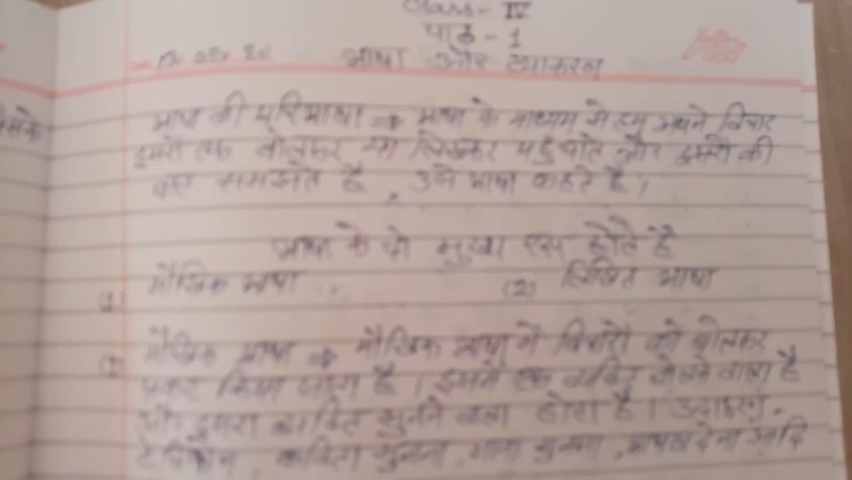 Class - IV
पाठ - 1
भाषा और व्याकरण
भाषा की परिभाषा ⇒ भाषा के माध्यम से हम अपने विचार
दूसरों तक बोलकर या लिखकर पहुंचाते और दूसरों की
बात समझते है , उसे भाषा कहते है।
भाषा के दो मुख्य रूप होते है
(1) मौखिक भाषा (2) लिखित भाषा
(1) मौखिक भाषा ⇒ मौखिक भाषा में विचारों को बोलकर
प्रकट किया जाता है। इसमें एक व्यक्ति बोलने वाला है
और दूसरा व्यक्ति सुनने वाला होता है। उदाहरण -
कविता सुनना , गाना सुनना , भाषण देना आदि